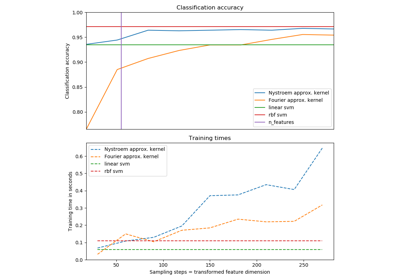 Classification accuracy
1.00
0.95
0.90
0.85
0.80
Classification accuracy
Nystroem approx. kernel
Fourier approx. kernel
linear svm
rbf svm
n_features
Training times
0.6
0.5
0.4
0.3
0.2
0.1
0.0
Training time in seconds
Nystroem approx. kernel
Fourier approx. kernel
linear svm
rbf svm
50 100 150 200 250
Sampling steps = transformed feature dimension